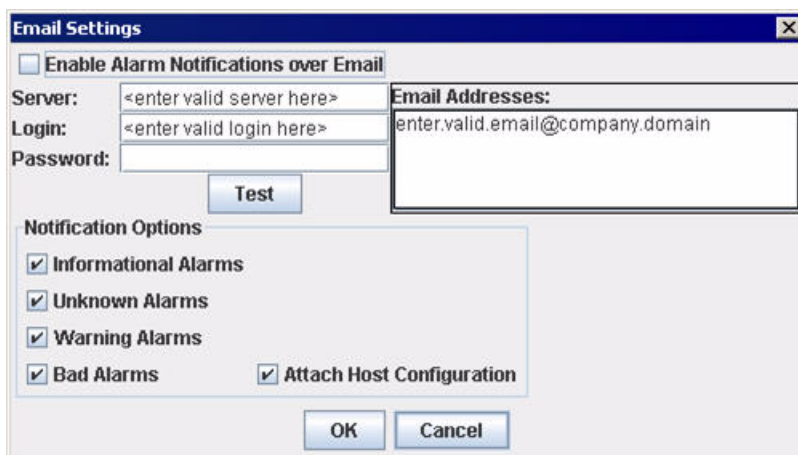 Email Settings
Enable Alarm Notifications over Email
Server: <enter valid server here>
Login: <enter valid login here>
Password:
Test
Email Addresses:
enter.valid.email@company.domain
Notification Options
Informational Alarms
Unknown Alarms
Warning Alarms
Bad Alarms Attach Host Configuration
OK Cancel